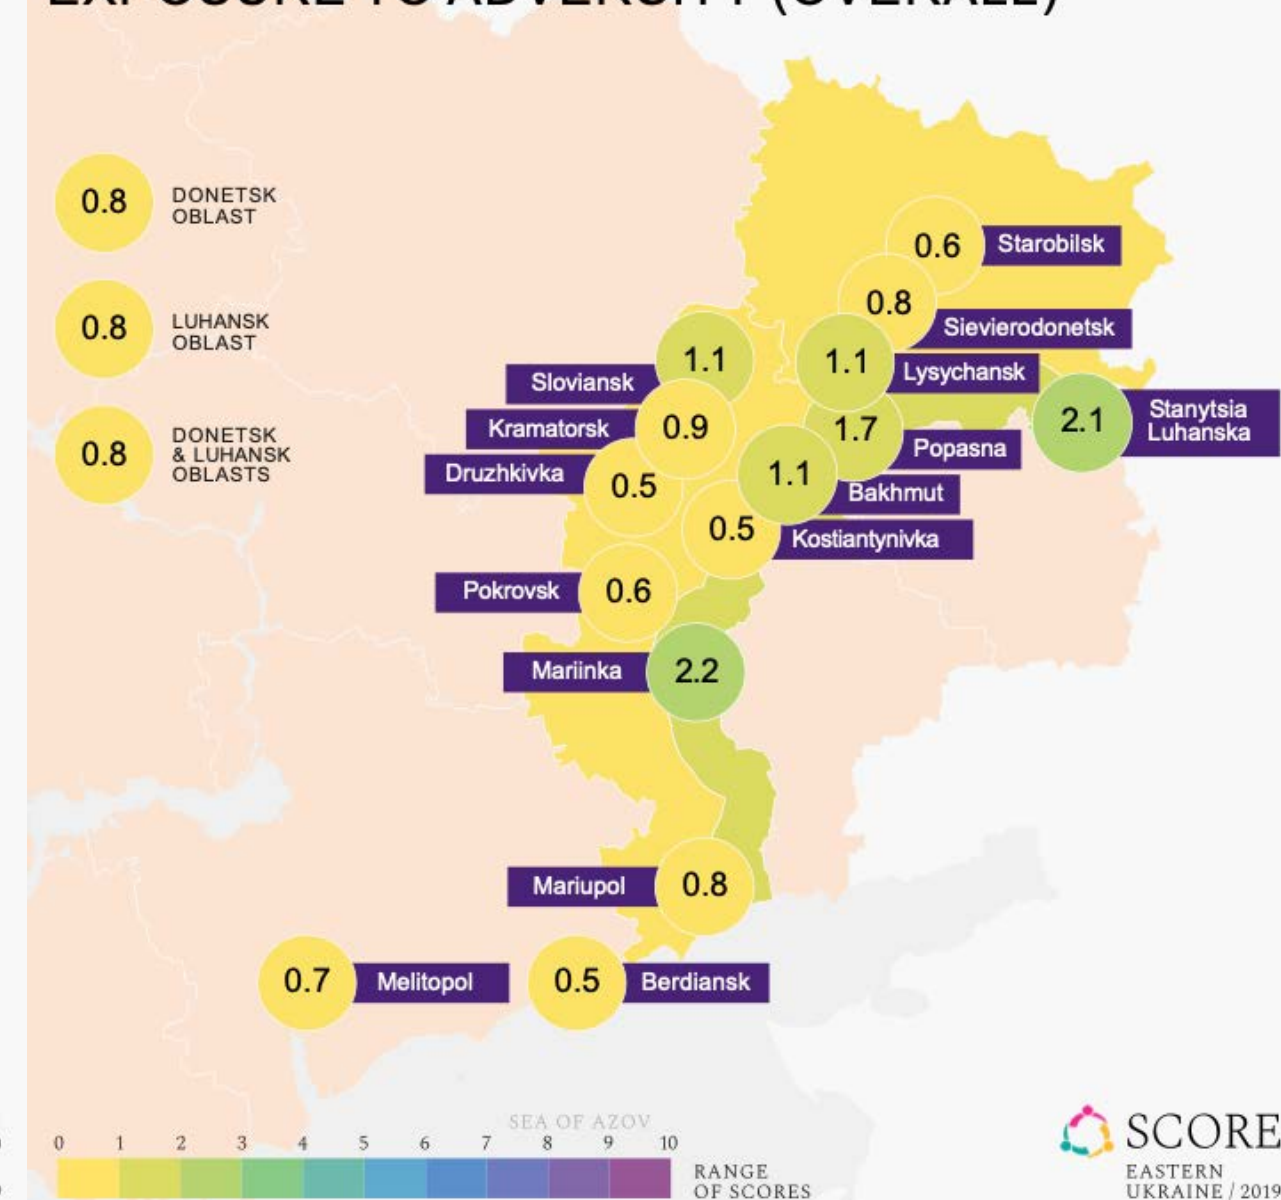 EXPOSURE TO ADVERSITY (OVERALL)
0.8
DONETSK
OBLAST
0.8
LUHANSK
OBLAST
0.8
DONETSK
& LUHANSK
OBLASTS
0.6
Starobilsk
0.8
Sievierodonetsk
1.1
Sloviansk
1.1
Lysychansk
0.9
Kramatorsk
1.7
Popasna
2.1
Stanytsia
Luhanska
0.5
Druzhkivka
1.1
Bakhmut
0.5
Kostiantynivka
Pokrovsk
0.6
Mariinka
2.2
Mariupol
0.8
0.7
Melitopol
0.5
Berdiansk
SEA OF AZOV
0 1 2 3 4 5 6 7 8 9 10
RANGE
OF SCORES
SCORE
EASTERN
UKRAINE / 2019